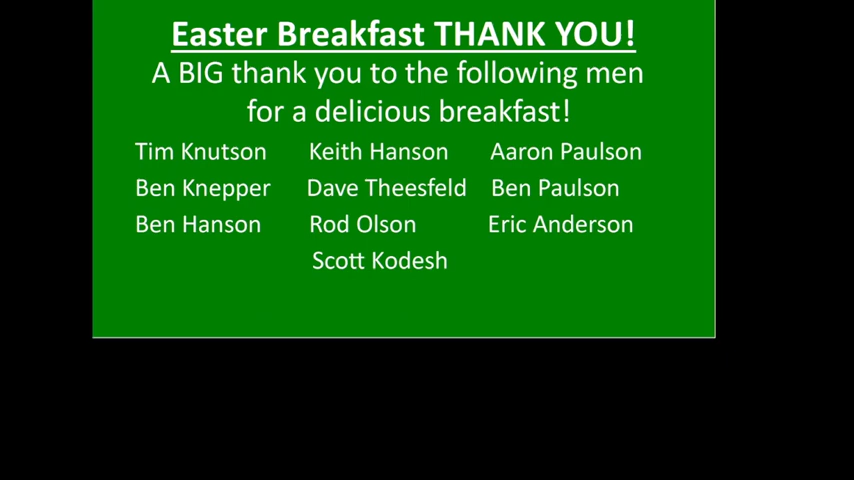 Easter Breakfast THANK YOU!
A BIG thank you to the following men
for a delicious breakfast!
Tim Knutson Keith Hanson Aaron Paulson
Ben Knepper Dave Theesfeld Ben Paulson
Ben Hanson Rod Olson Eric Anderson
Scott Kodesh